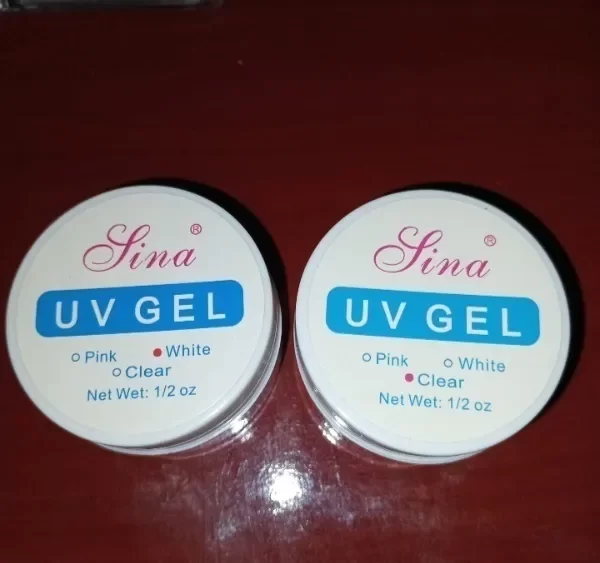 Sina®
UV GEL
○ Pink ● White
○ Clear
Net Wet: 1/2 oz
Sina®
UV GEL
○ Pink ○ White
● Clear
Net Wet: 1/2 oz